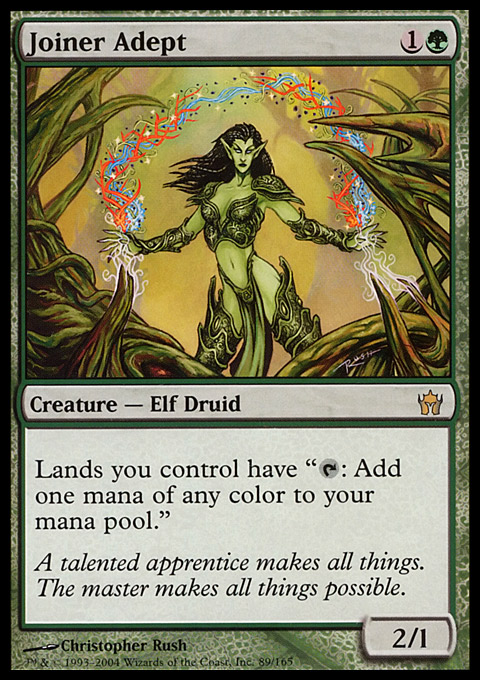 Joiner Adept 1
RUSH
Creature — Elf Druid
Lands you control have “: Add
one mana of any color to your
mana pool.”
A talented apprentice makes all things.
The master makes all things possible.
Christopher Rush
™ & © 1993–2004 Wizards of the Coast, Inc. 89/165
2/1